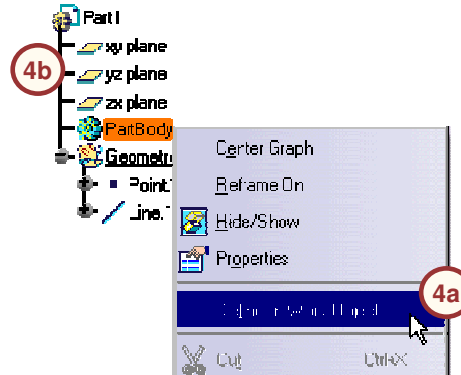 Part1
xy plane
4b
yz plane
zx plane
PartBody
Center Graph
Reframe On
Hide/Show
Properties
4a
Cut